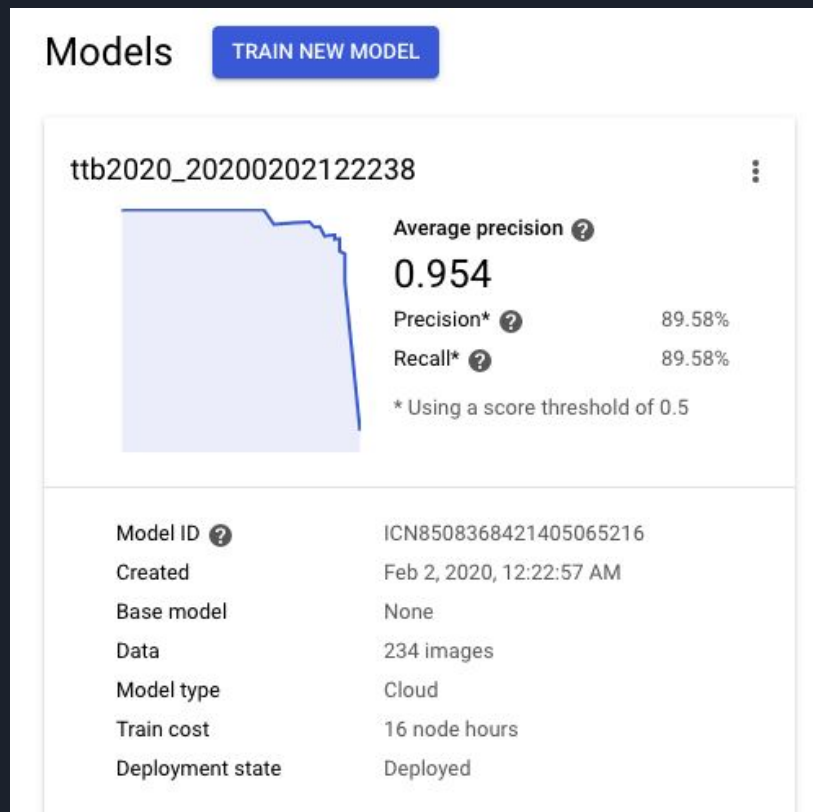 Models
TRAIN NEW MODEL
ttb2020_20200202122238
Average precision
0.954
Precision* 89.58%
Recall* 89.58%
* Using a score threshold of 0.5
Model ID ICN8508368421405065216
Created Feb 2, 2020, 12:22:57 AM
Base model None
Data 234 images
Model type Cloud
Train cost 16 node hours
Deployment state Deployed